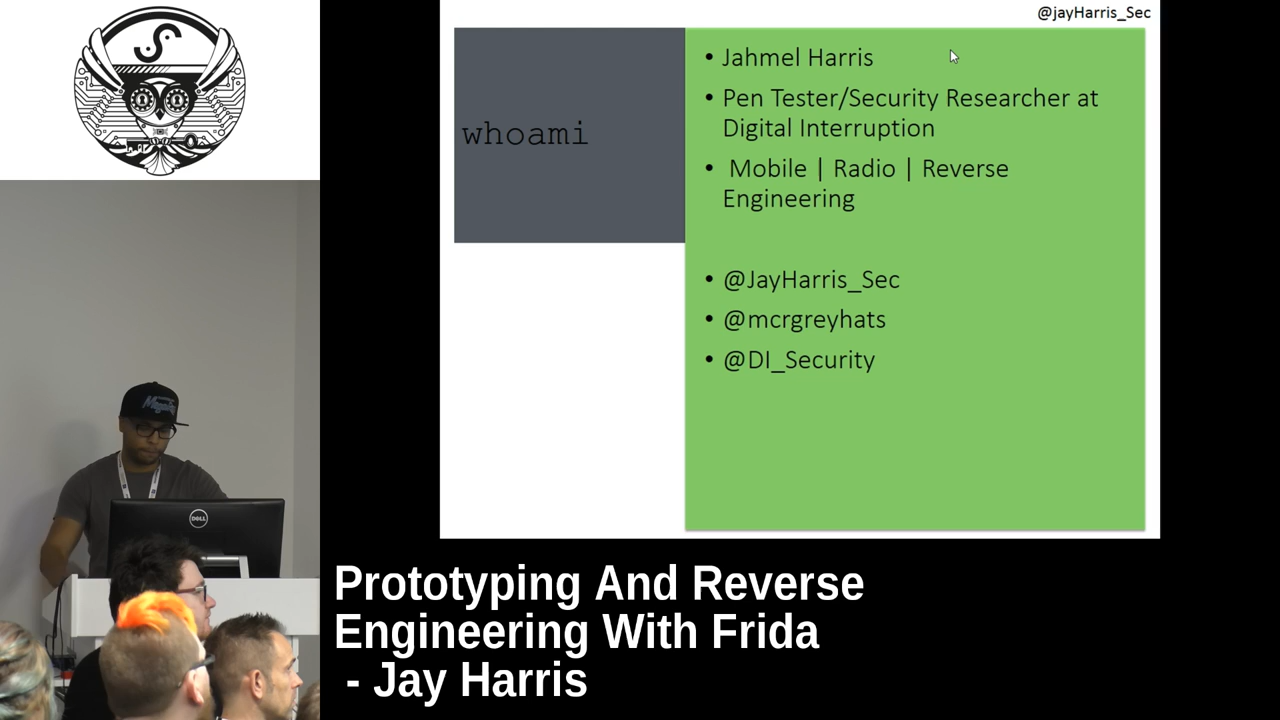 @jayHarris_Sec
whoami
• Jahmel Harris
• Pen Tester/Security Researcher at
Digital Interruption
• Mobile | Radio | Reverse
Engineering
• @JayHarris_Sec
• @mcrgreyhats
• @DI_Security
DELL
Prototyping And Reverse
Engineering With Frida
- Jay Harris